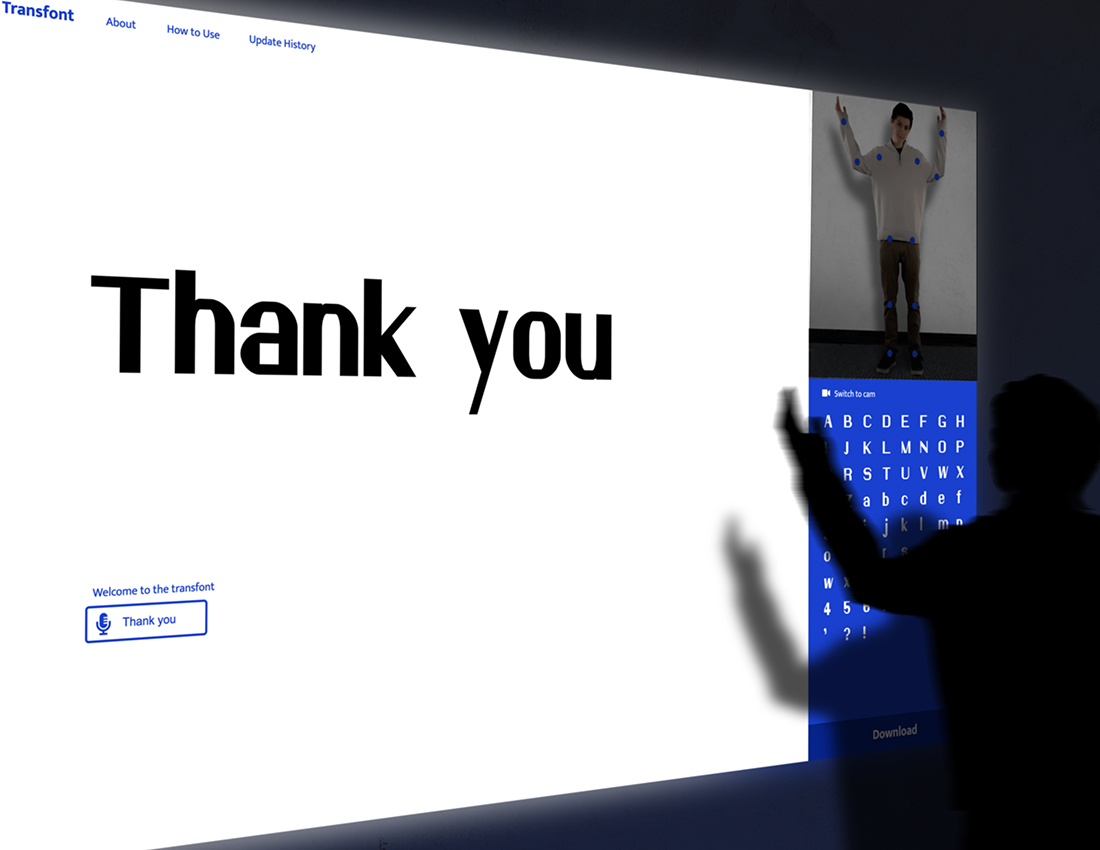 Transfont
About
How to Use
Update History
Thank you
Welcome to the transfont
Thank you
Switch to cam
A B C D E F G H
J K L M N O P
R S T U V W X
Z a b c d e f
i j k l m n
o r s
w x
4 5 6
' ? !
Download